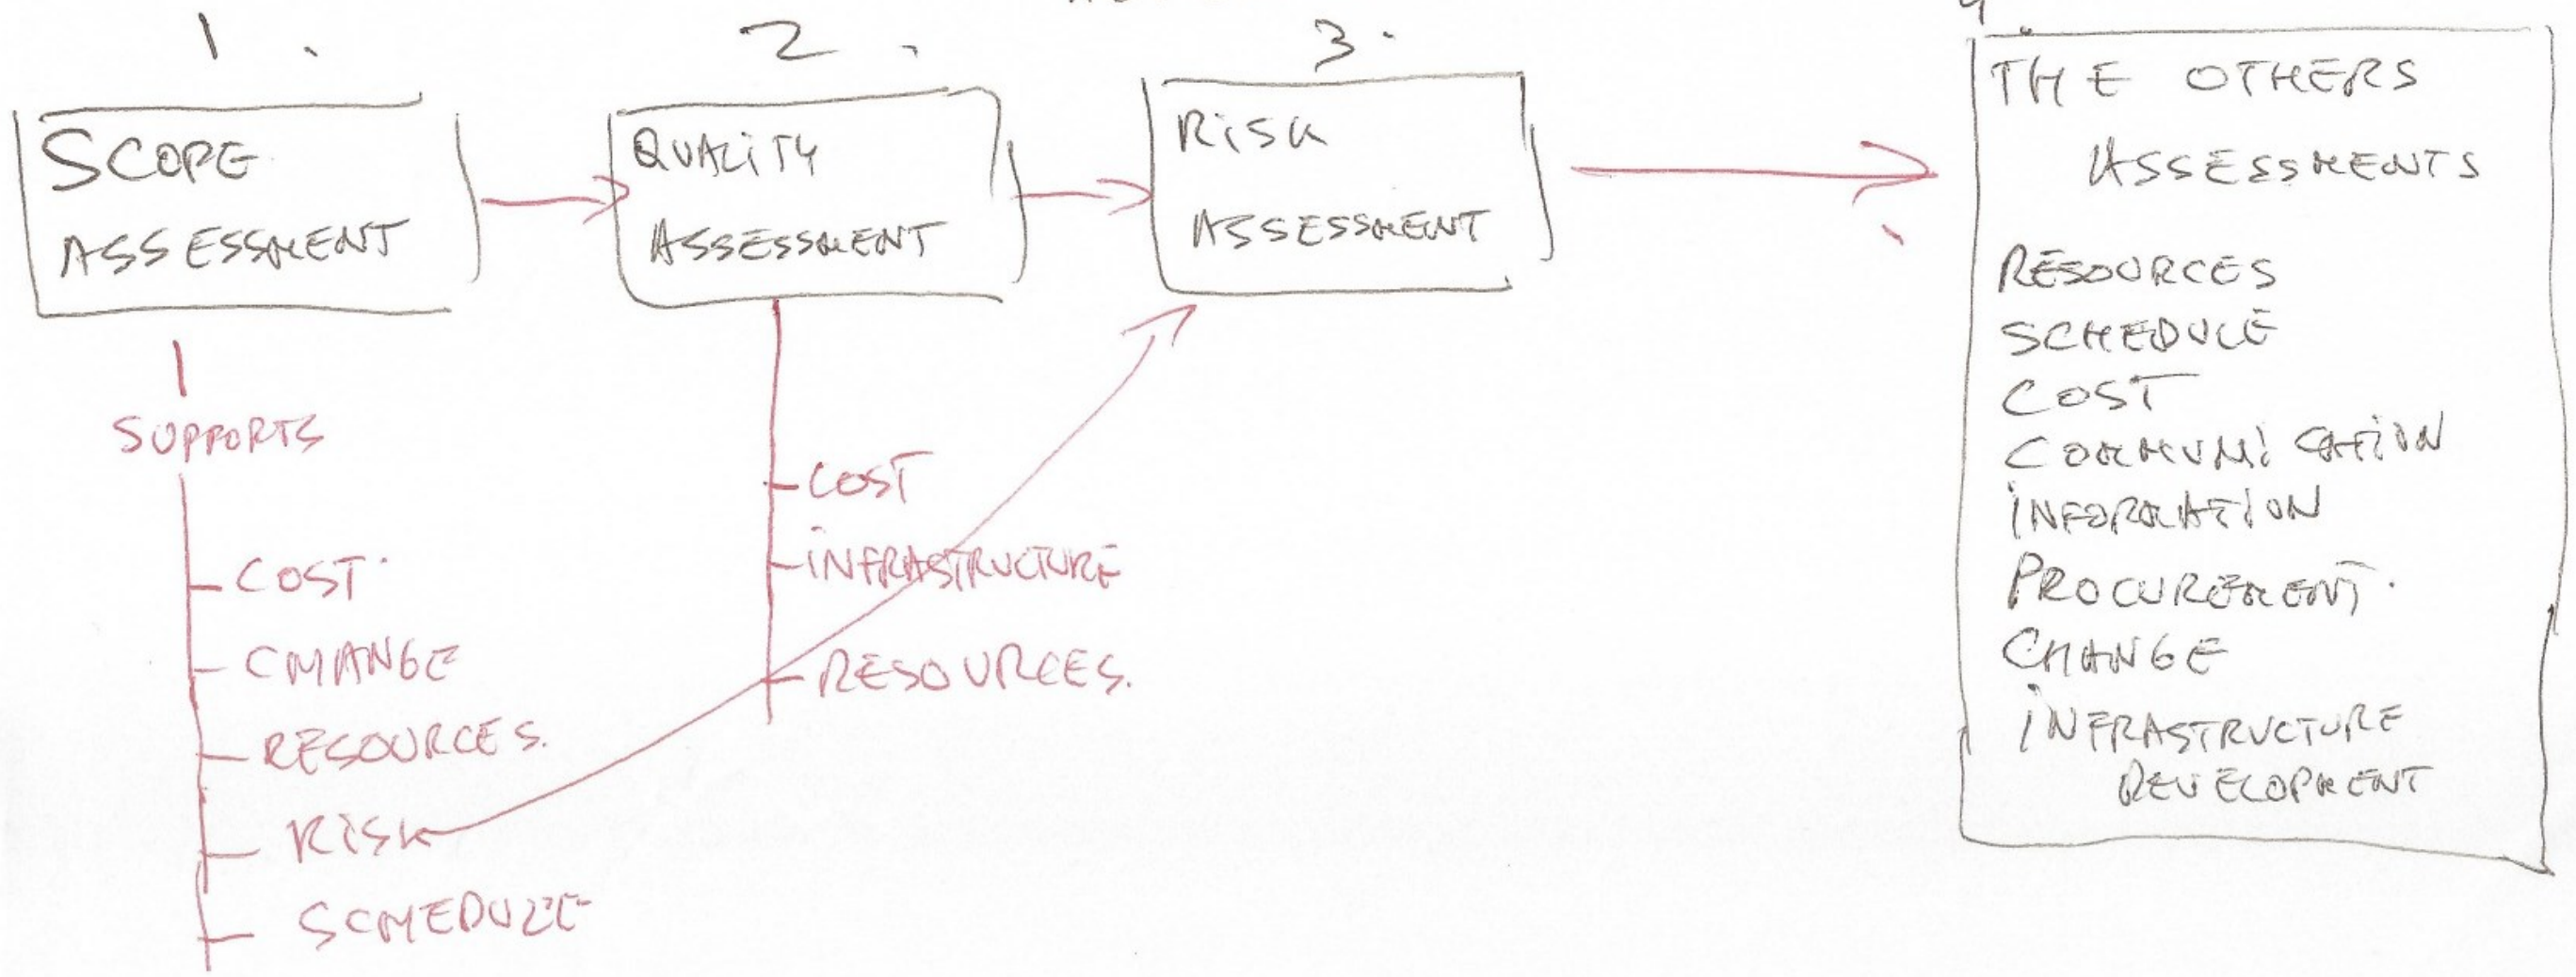 1.
SCOPE
ASSESSMENT
SUPPORTS
COST
CHANGE
RESOURCES.
RISK
SCHEDULE
2.
QUALITY
ASSESSMENT
COST
INFRASTRUCTURE
RESOURCES.
3.
RISK
ASSESSMENT
4.
THE OTHERS
ASSESSMENTS
RESOURCES
SCHEDULE
COST
COMMUNICATION
INFORMATION
PROCUREMENT.
CHANGE
INFRASTRUCTURE
DEVELOPMENT